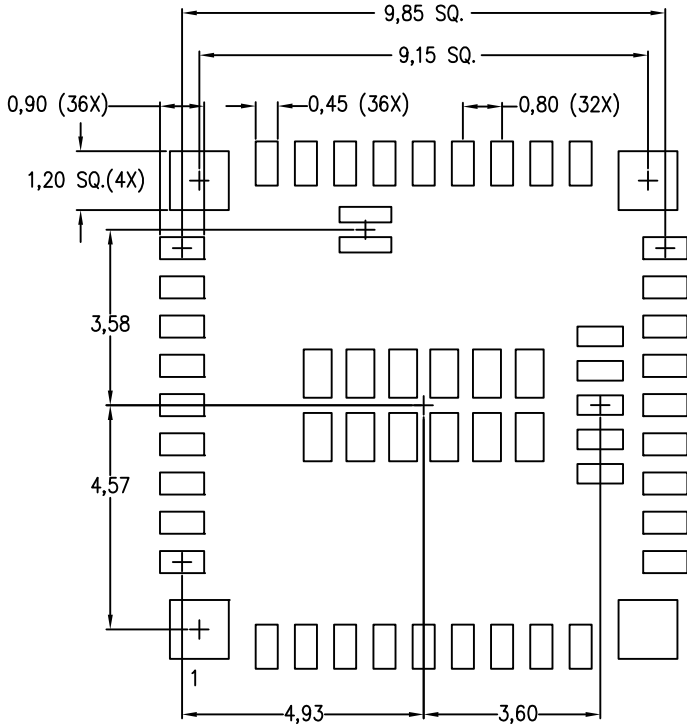 9,85 SQ.
9,15 SQ.
0,90 (36X)
0,45 (36X)
0,80 (32X)
1,20 SQ.(4X)
3,58
4,57
1
4,93
3,60